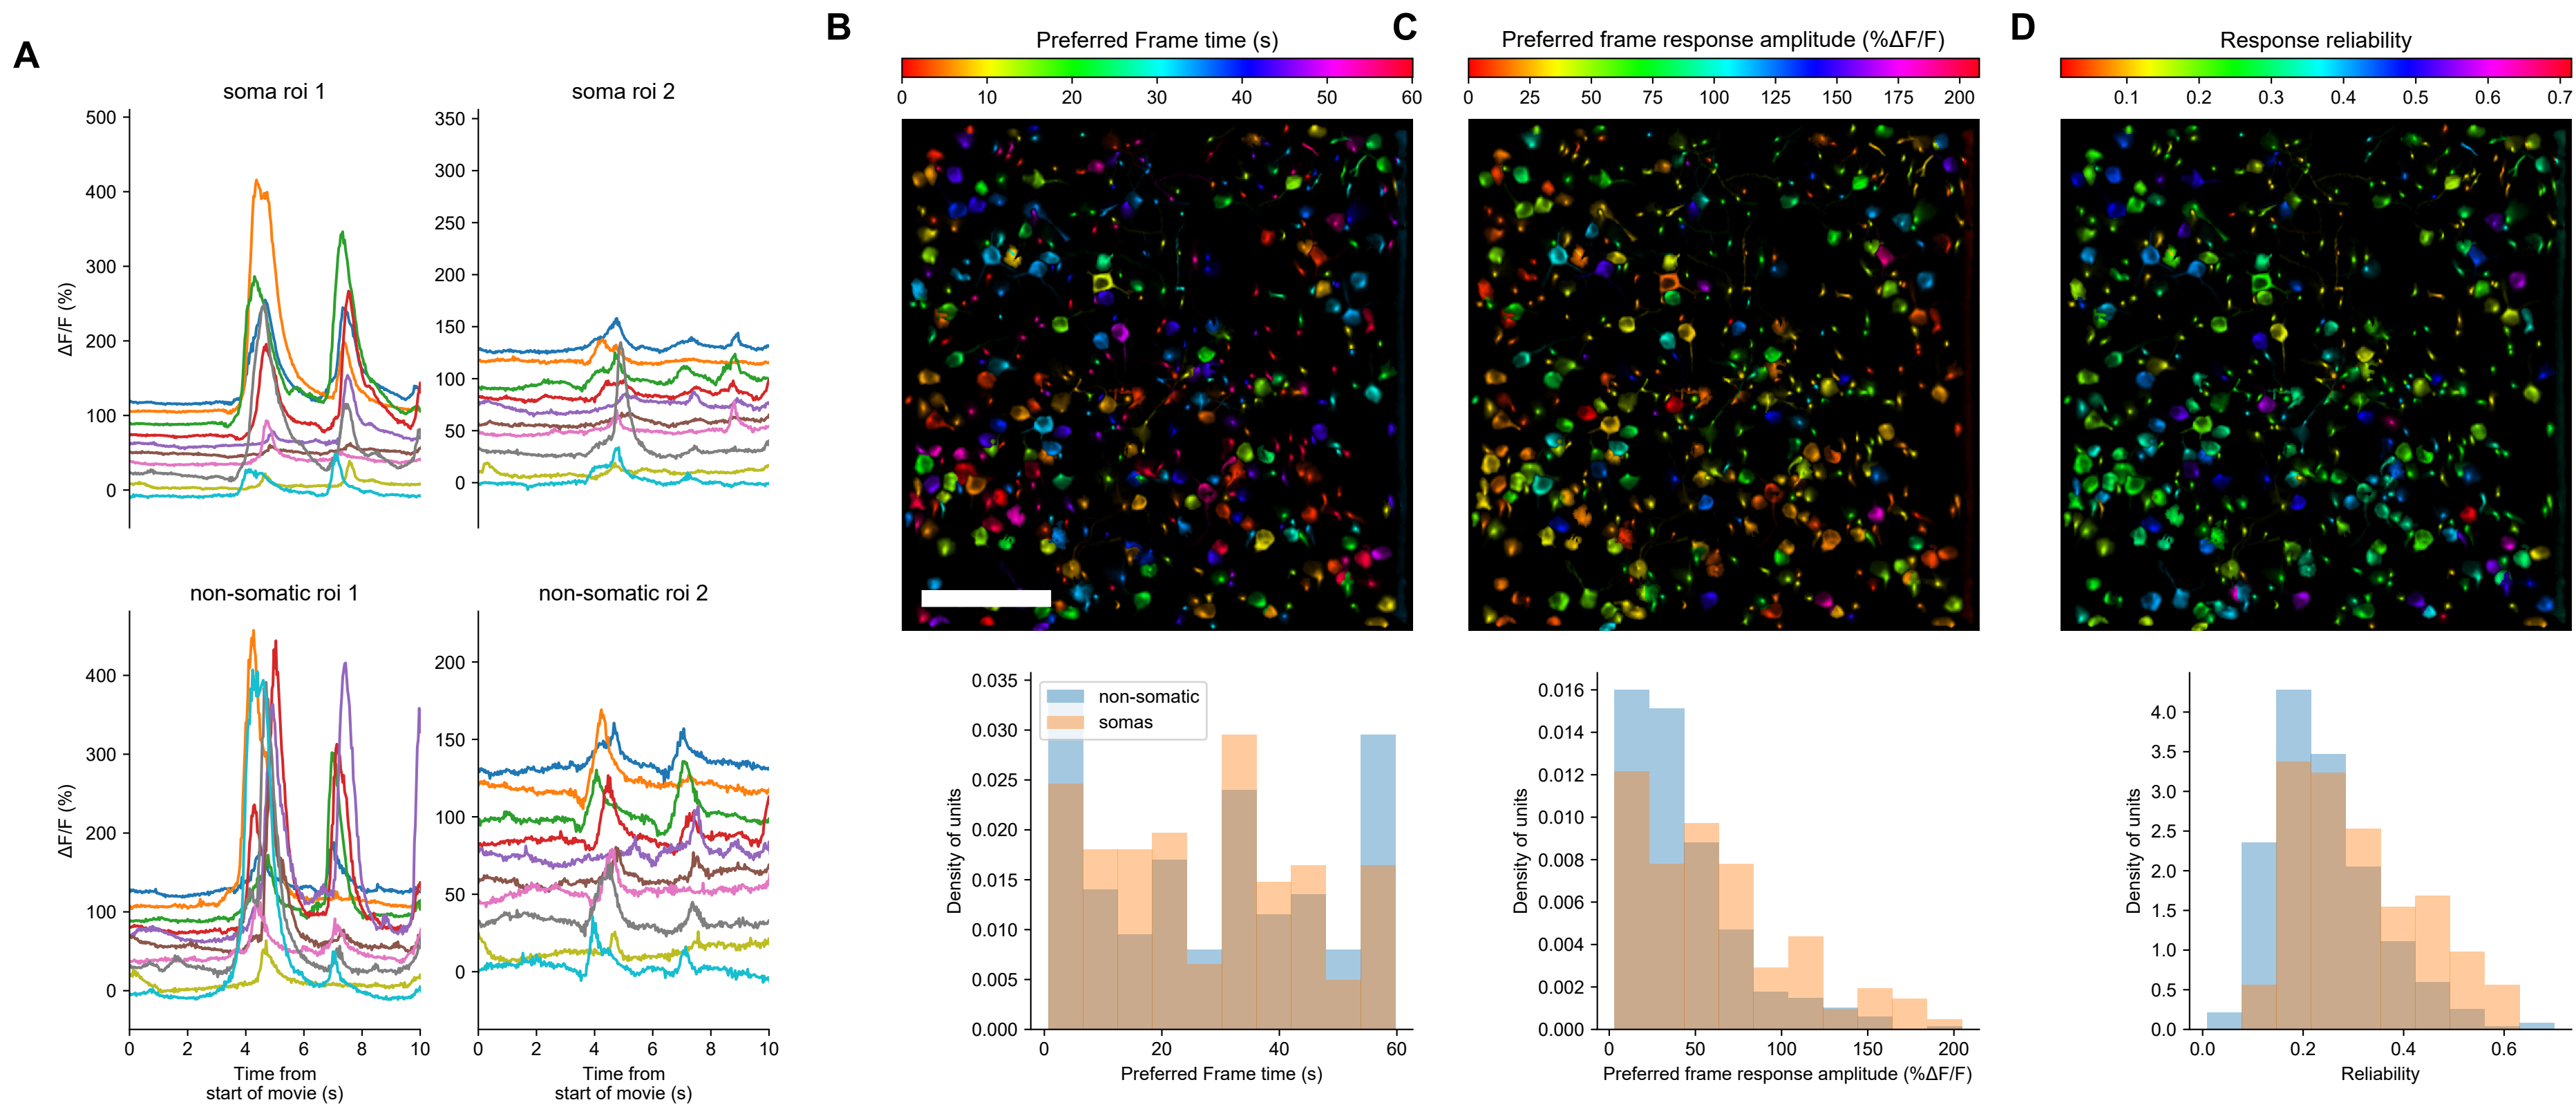 A
soma roi 1
soma roi 2
500
400
300
200
100
0
ΔF/F (%)
350
300
250
200
150
100
50
0
non-somatic roi 1
non-somatic roi 2
400
300
200
100
0
ΔF/F (%)
200
150
100
50
0
0 2 4 6 8 10
0 2 4 6 8 10
Time from
start of movie (s)
Time from
start of movie (s)
B
Preferred Frame time (s)
0 10 20 30 40 50 60
0.035
0.030
0.025
0.020
0.015
0.010
0.005
0.000
Density of units
non-somatic
somas
0 20 40 60
Preferred Frame time (s)
C
Preferred frame response amplitude (%ΔF/F)
0 25 50 75 100 125 150 175 200
0.016
0.014
0.012
0.010
0.008
0.006
0.004
0.002
0.000
Density of units
0 50 100 150 200
Preferred frame response amplitude (%ΔF/F)
D
Response reliability
0.1 0.2 0.3 0.4 0.5 0.6 0.7
4.0
3.5
3.0
2.5
2.0
1.5
1.0
0.5
0.0
Density of units
0.0 0.2 0.4 0.6
Reliability